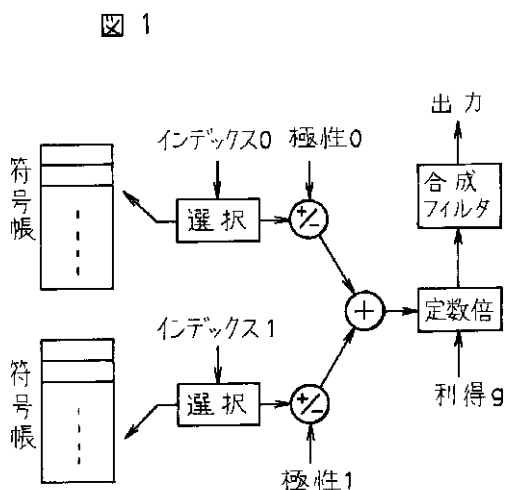 図 1
出力
インデックス0 極性0
符号帳
選択
+/-
合成
フィルタ
+
定数倍
インデックス1
利得g
符号帳
選択
+/-
極性1